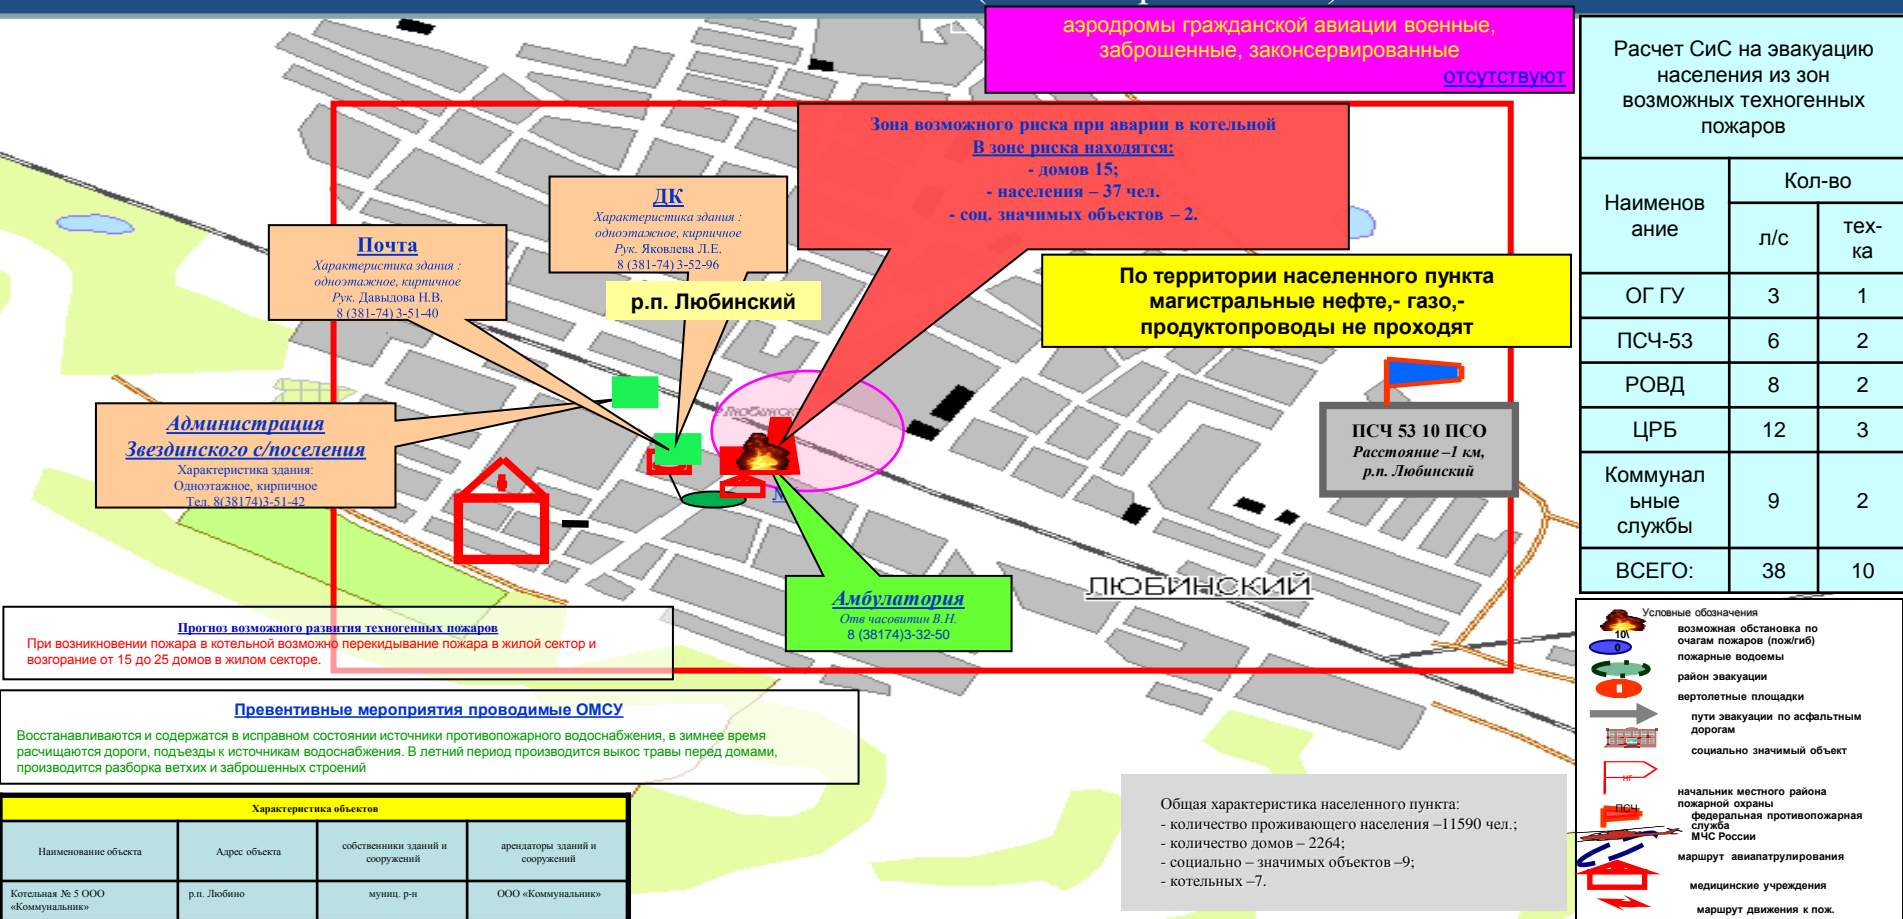 аэродромы гражданской авиации военные,
заброшенные, законсервированные
отсутствуют
Расчет СиС на эвакуацию
населения из зон
возможных техногенных
пожаров
Наименов
ание
Кол-во
л/с
тех-
ка
ОГ ГУ 3 1
ПСЧ-53 6 2
РОВД 8 2
ЦРБ 12 3
Коммунал
ьные
службы
9 2
ВСЕГО: 38 10
Зона возможного риска при аварии в котельной
В зоне риска находятся:
- домов 15;
- населения – 37 чел.
- соц. значимых объектов – 2.
ДК
Характеристика здания :
одноэтажное, кирпичное
Рук. Яковлева Л.Е.
8 (381-74) 3-52-96
Почта
Характеристика здания :
одноэтажное, кирпичное
Рук. Давыдова Н.В.
8 (381-74) 3-51-40
р.п. Любинский
По территории населенного пункта
магистральные нефте,- газо,-
продуктопроводы не проходят
Администрация
Звездинского с/поселения
Характеристика здания:
Одноэтажное, кирпичное
Тел. 8(38174)3-51-42
ПСЧ 53 10 ПСО
Расстояние –1 км,
р.п. Любинский
ЛЮБИНСКИЙ
Амбулатория
Отв часовитин В.Н.
8 (38174)3-32-50
Прогноз возможного развития техногенных пожаров
При возникновении пожара в котельной возможно перекидывание пожара в жилой сектор и
возгорание от 15 до 25 домов в жилом секторе.
Превентивные мероприятия проводимые ОМСУ
Восстанавливаются и содержатся в исправном состоянии источники противопожарного водоснабжения, в зимнее время
расчищаются дороги, подъезды к источникам водоснабжения. В летний период производится выкос травы перед домами,
производится разборка ветхих и заброшенных строений
Характеристика объектов
Наименование объекта
Адрес объекта
собственники зданий и
сооружений
арендаторы зданий и
сооружений
Котельная № 5 ООО
«Коммунальник»
р.п. Любино
муниц. р-н
ООО «Коммунальник»
Общая характеристика населенного пункта:
- количество проживающего населения –11590 чел.;
- количество домов – 2264;
- социально – значимых объектов –9;
- котельных –7.
Условные обозначения
10\
0
возможная обстановка по
очагам пожаров (пож/гиб)
пожарные водоемы
район эвакуации
вертолетные площадки
пути эвакуации по асфальтным
дорогам
социально значимый объект
НГ
начальник местного района
пожарной охраны
ПСЧ
федеральная противопожарная
служба
МЧС России
маршрут авиапатрулирования
медицинские учреждения
маршрут движения к пож.